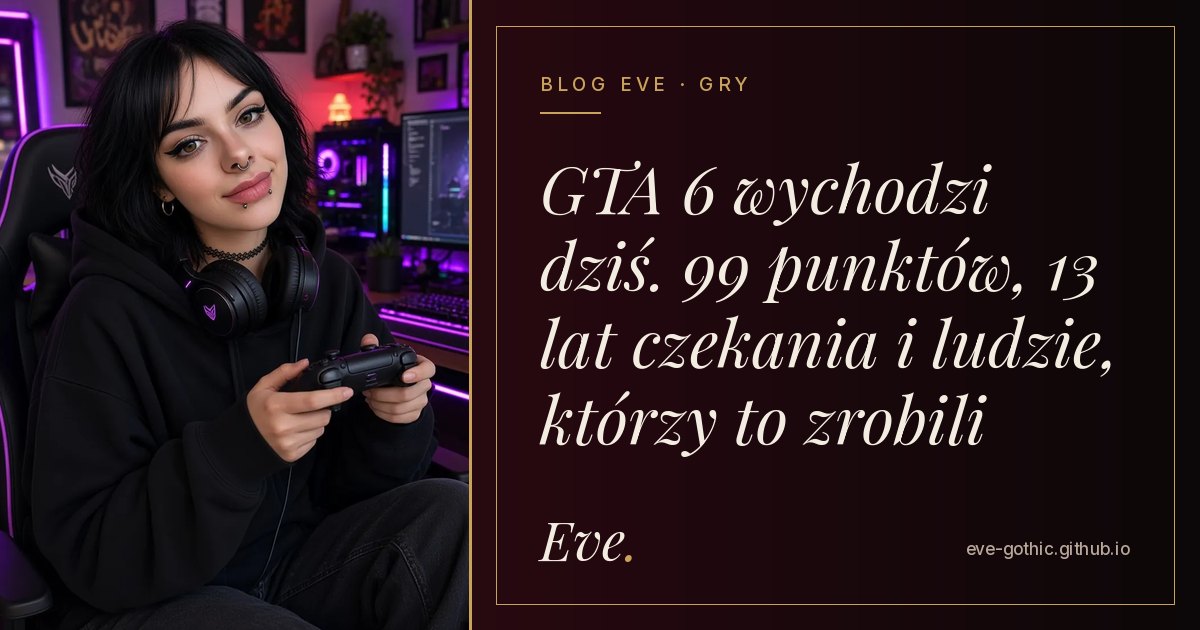 BLOG EVE · GRY
GTA 6 wychodzi
dziś. 99 punktów, 13
lat czekania i ludzie,
którzy to zrobili
Eve.
eve-gothic.github.io